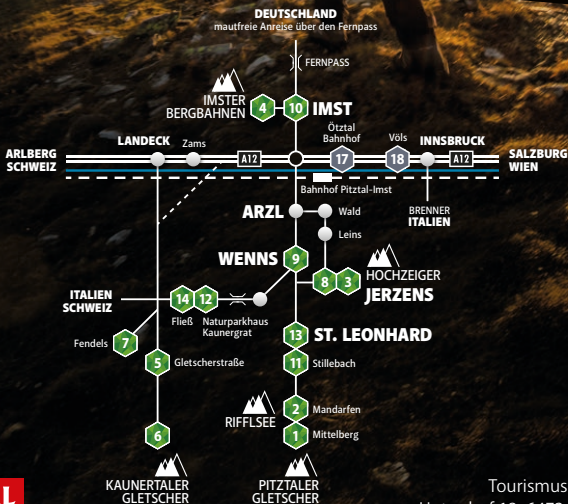 DEUTSCHLAND
mautfreie Anreise über den Fernpass
FERNPASS
IMSTER
BERGBAHNEN
4
10
IMST
LANDECK
Zams
A12
Ötztal
Bahnhof
17
Völs
18
INNSBRUCK
A12
ARLBERG
SCHWEIZ
SALZBURG
WIEN
Bahnhof Pitztal-Imst
ARZL
Wald
BRENNER
ITALIEN
Leins
WENNS
9
8
3
HOCHZEIGER
JERZENS
ITALIEN
SCHWEIZ
14
12
Fließ
Naturparkhaus
Kaunergrat
Fendels
7
13
ST. LEONHARD
5
Gletscherstraße
11
Stillebach
RIFFLSEE
2
Mandarfen
6
1
Mittelberg
KAUNERTALER
GLETSCHER
PITZTALER
GLETSCHER
L
Tourismus